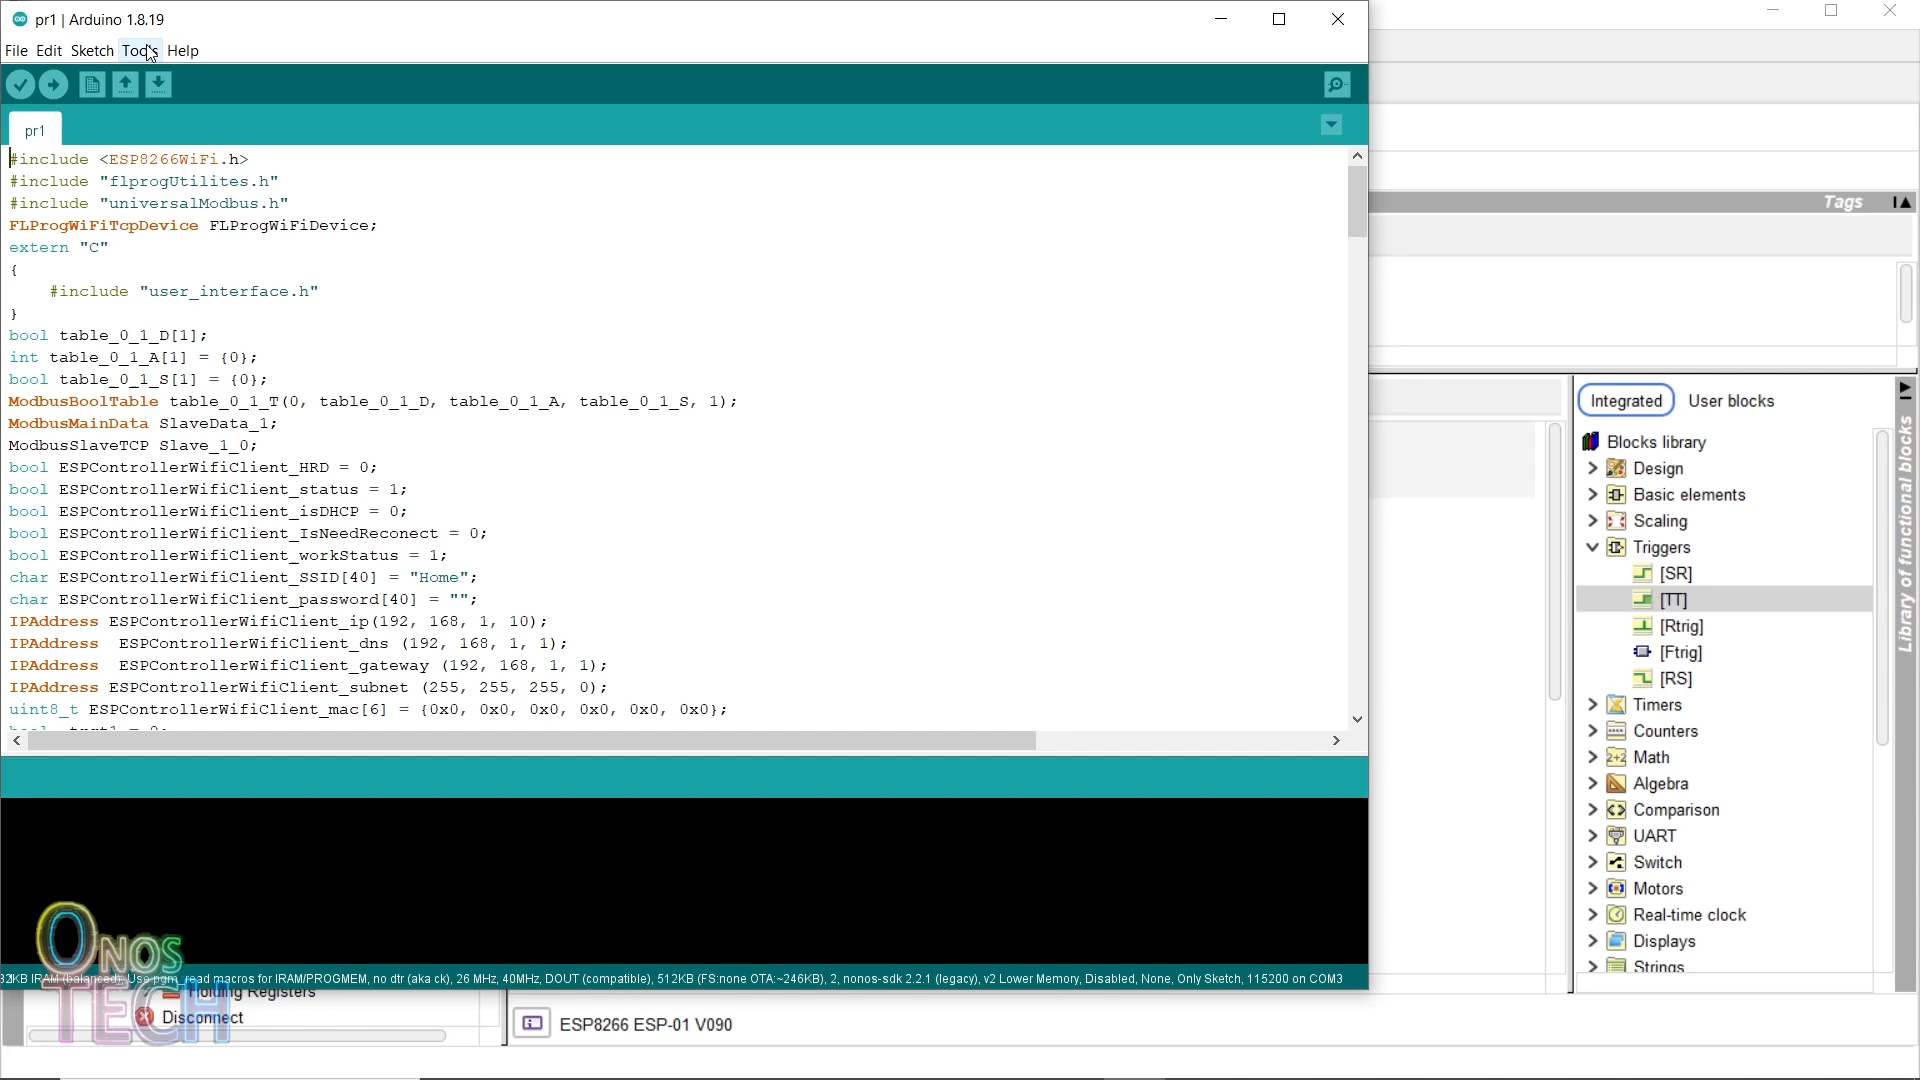 pr1 | Arduino 1.8.19
File Edit Sketch Tools Help
pr1
#include <ESP8266WiFi.h>
#include "flprogUtilites.h"
#include "universalModbus.h"
FLProgWiFiTcpDevice FLProgWiFiDevice;
extern "C"
{
#include "user_interface.h"
}
bool table_0_1_D[1];
int table_0_1_A[1] = {0};
bool table_0_1_S[1] = {0};
ModbusBoolTable table_0_1_T(0, table_0_1_D, table_0_1_A, table_0_1_S, 1);
ModbusMainData SlaveData_1;
ModbusSlaveTCP Slave_1_0;
bool ESPControllerWifiClient_HRD = 0;
bool ESPControllerWifiClient_status = 1;
bool ESPControllerWifiClient_isDHCP = 0;
bool ESPControllerWifiClient_IsNeedReconect = 0;
bool ESPControllerWifiClient_workStatus = 1;
char ESPControllerWifiClient_SSID[40] = "Home";
char ESPControllerWifiClient_password[40] = "";
IPAddress ESPControllerWifiClient_ip(192, 168, 1, 10);
IPAddress  ESPControllerWifiClient_dns (192, 168, 1, 1);
IPAddress  ESPControllerWifiClient_gateway (192, 168, 1, 1);
IPAddress ESPControllerWifiClient_subnet (255, 255, 255, 0);
uint8_t ESPControllerWifiClient_mac[6] = {0x0, 0x0, 0x0, 0x0, 0x0, 0x0};
32KB IRAM (balanced), Use pgm_read macros for IRAM/PROGMEM, no dtr (aka ck), 26 MHz, 40MHz, DOUT (compatible), 512KB (FS:none OTA:~246KB), 2, nonos-sdk 2.2.1 (legacy), v2 Lower Memory, Disabled, None, Only Sketch, 115200 on COM3
Onos
TECH
Holding Registers
Disconnect
ESP8266 ESP-01 V090
Tags
Integrated
User blocks
Blocks library
Design
Basic elements
Scaling
Triggers
[SR]
[TT]
[Rtrig]
[Ftrig]
[RS]
Timers
Counters
Math
Algebra
Comparison
UART
Switch
Motors
Real-time clock
Displays
Strings
Library of functional blocks